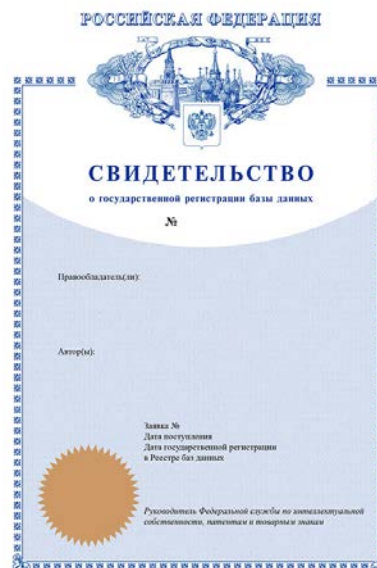 РОССИЙСКАЯ ФЕДЕРАЦИЯ
СВИДЕТЕЛЬСТВО
о государственной регистрации базы данных
№
Правообладатель(ли):
Автор(ы):
Заявка №
Дата поступления
Дата государственной регистрации
в Реестре баз данных
Руководитель Федеральной службы по интеллектуальной
собственности, патентам и товарным знакам